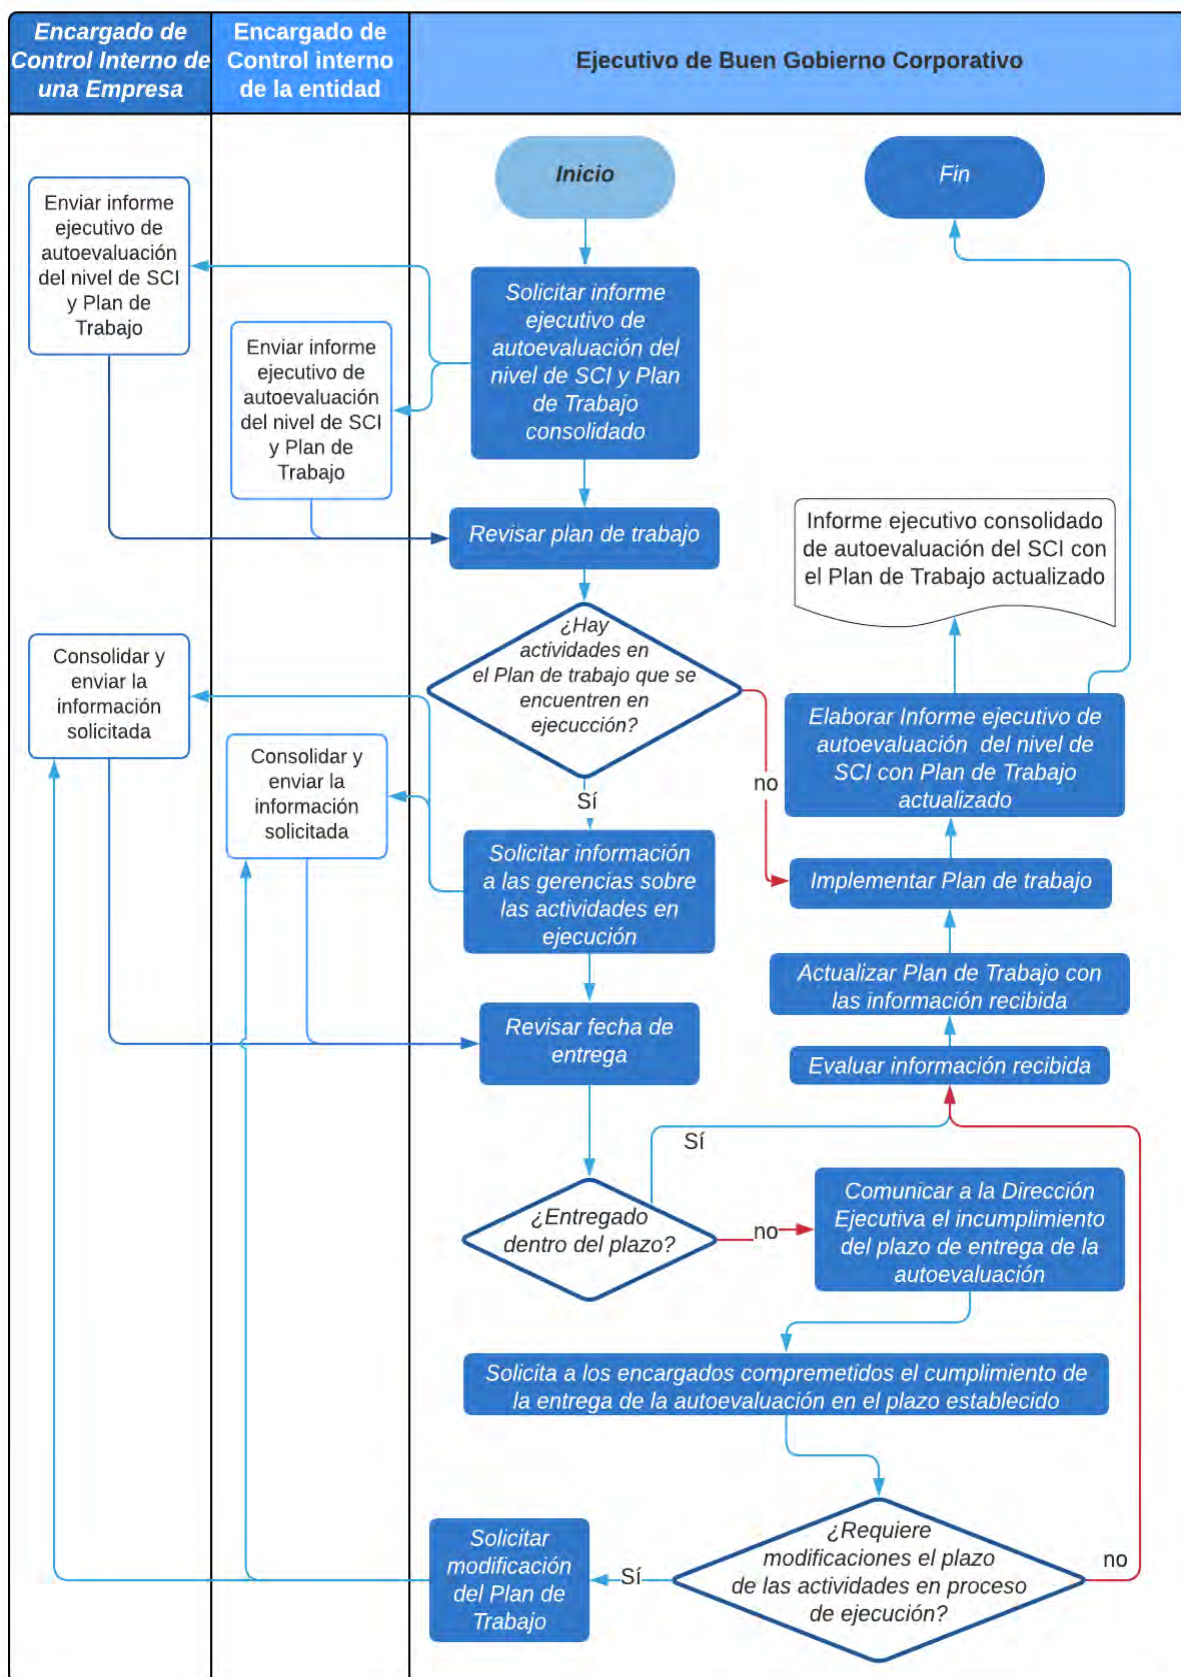 Encargado de
Control Interno de
una Empresa
Encargado de
Control interno
de la entidad
Ejecutivo de Buen Gobierno Corporativo
Inicio
Fin
Enviar informe
ejecutivo de
autoevaluación
del nivel de SCI
y Plan de
Trabajo
Solicitar informe
ejecutivo de
autoevaluación del
nivel de SCI y Plan
de Trabajo
consolidado
Enviar informe
ejecutivo de
autoevaluación
del nivel de SCI
y Plan de
Trabajo
Revisar plan de trabajo
Informe ejecutivo consolidado
de autoevaluación del SCI con
el Plan de Trabajo actualizado
¿Hay
actividades en
el Plan de trabajo que se
encuentren en
ejecucción?
Consolidar y
enviar la
información
solicitada
Elaborar Informe ejecutivo de
autoevaluación del nivel de
SCI con Plan de Trabajo
actualizado
no
Sí
Consolidar y
enviar la
información
solicitada
Solicitar información
a las gerencias sobre
las actividades en
ejecución
Implementar Plan de trabajo
Actualizar Plan de Trabajo con
las información recibida
Revisar fecha de
entrega
Evaluar información recibida
Sí
¿Entregado
dentro del plazo?
no
Comunicar a la Dirección
Ejecutiva el incumplimiento
del plazo de entrega de la
autoevaluación
Solicita a los encargados compremetidos el cumplimiento de
la entrega de la autoevaluación en el plazo establecido
¿Requiere
modificaciones el plazo
de las actividades en proceso
de ejecución?
no
Sí
Solicitar
modificación
del Plan de
Trabajo